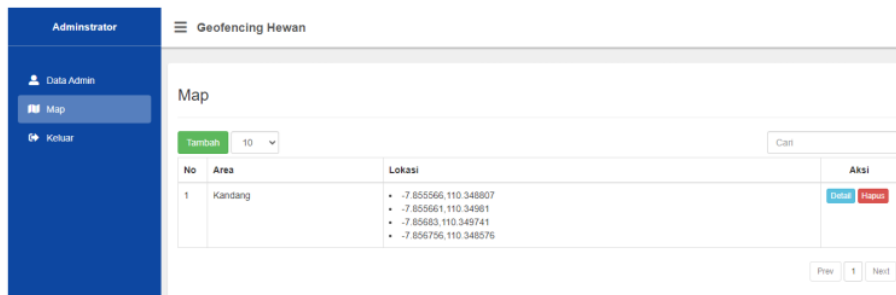 Adminstrator
Geofencing Hewan
Data Admin
Map
Keluar
Map
Tambah 10 Cari
No Area Lokasi Aksi
1 Kandang -7.855566,110.348807 Detail Hapus
-7.855661,110.34981
-7.85683,110.349741
-7.856756,110.348576
Prev 1 Next